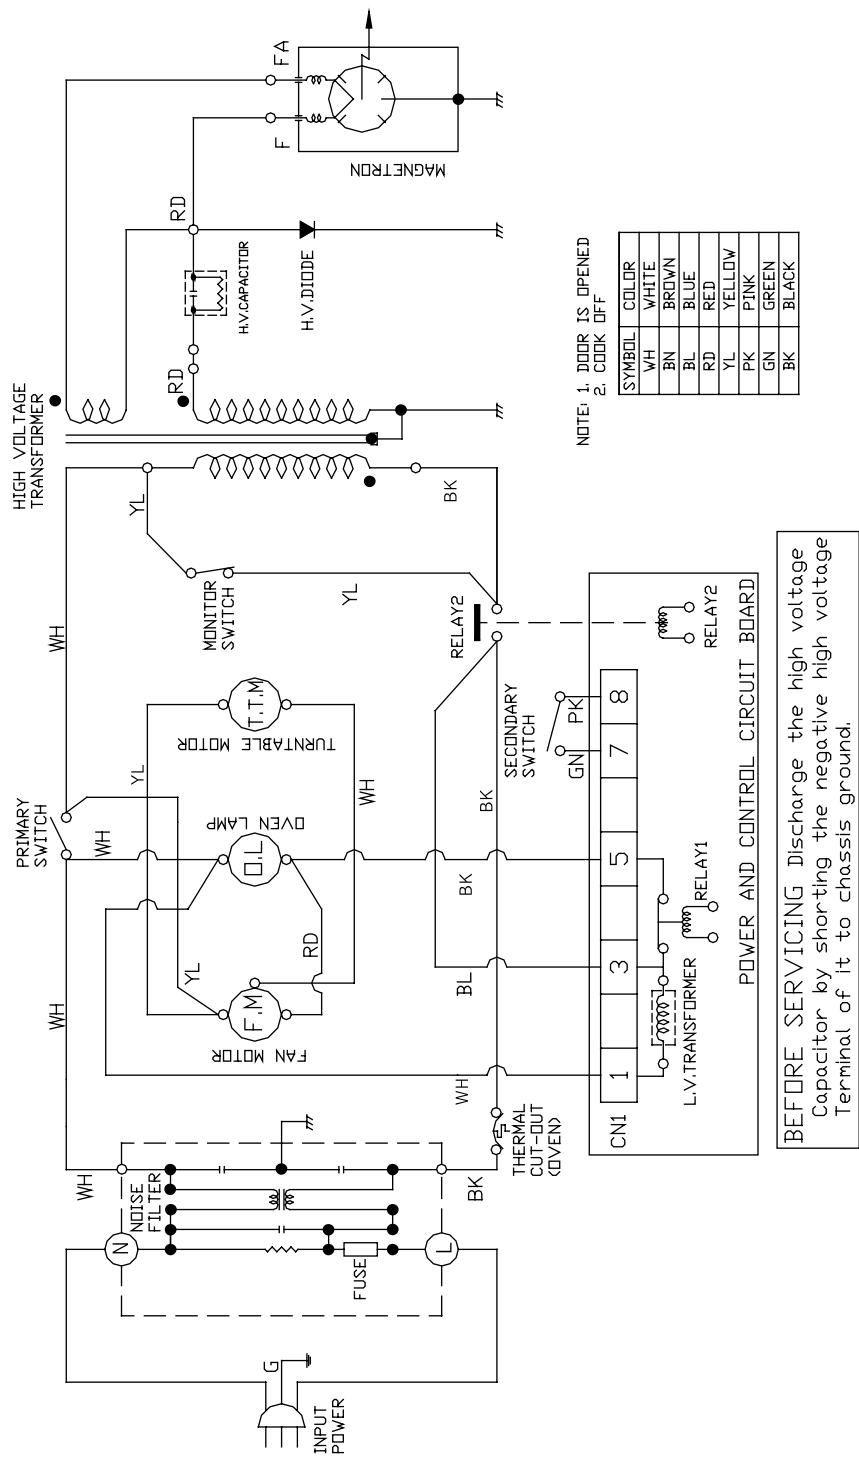 HIGH VOLTAGE
TRANSFORMER
PRIMARY
SWITCH
WH
WH
WH
WH
NOISE
FILTER
N
L
FUSE
G
INPUT
POWER
BK
THERMAL
CUT-OUT
(OVEN)
WH
YL
YL
YL
YL
MONITOR
SWITCH
TURNTABLE MOTOR
T.T.M
OVEN LAMP
O.L
FAN MOTOR
F.M
RD
WH
BK
BK
BK
BL
RELAY2
SECONDARY
SWITCH
GN
PK
RD
RD
H.V.CAPACITOR
H.V.DIODE
F
FA
MAGNETRON
CN1
1
3
5
7
8
L.V.TRANSFORMER
RELAY1
RELAY2
POWER AND CONTROL CIRCUIT BOARD
NOTE: 1. DOOR IS OPENED
2. COOK OFF
SYMBOL COLOR
WH WHITE
BN BROWN
BL BLUE
RD RED
YL YELLOW
PK PINK
GN GREEN
BK BLACK
BEFORE SERVICING Discharge the high voltage
Capacitor by shorting the negative high voltage
Terminal of it to chassis ground.